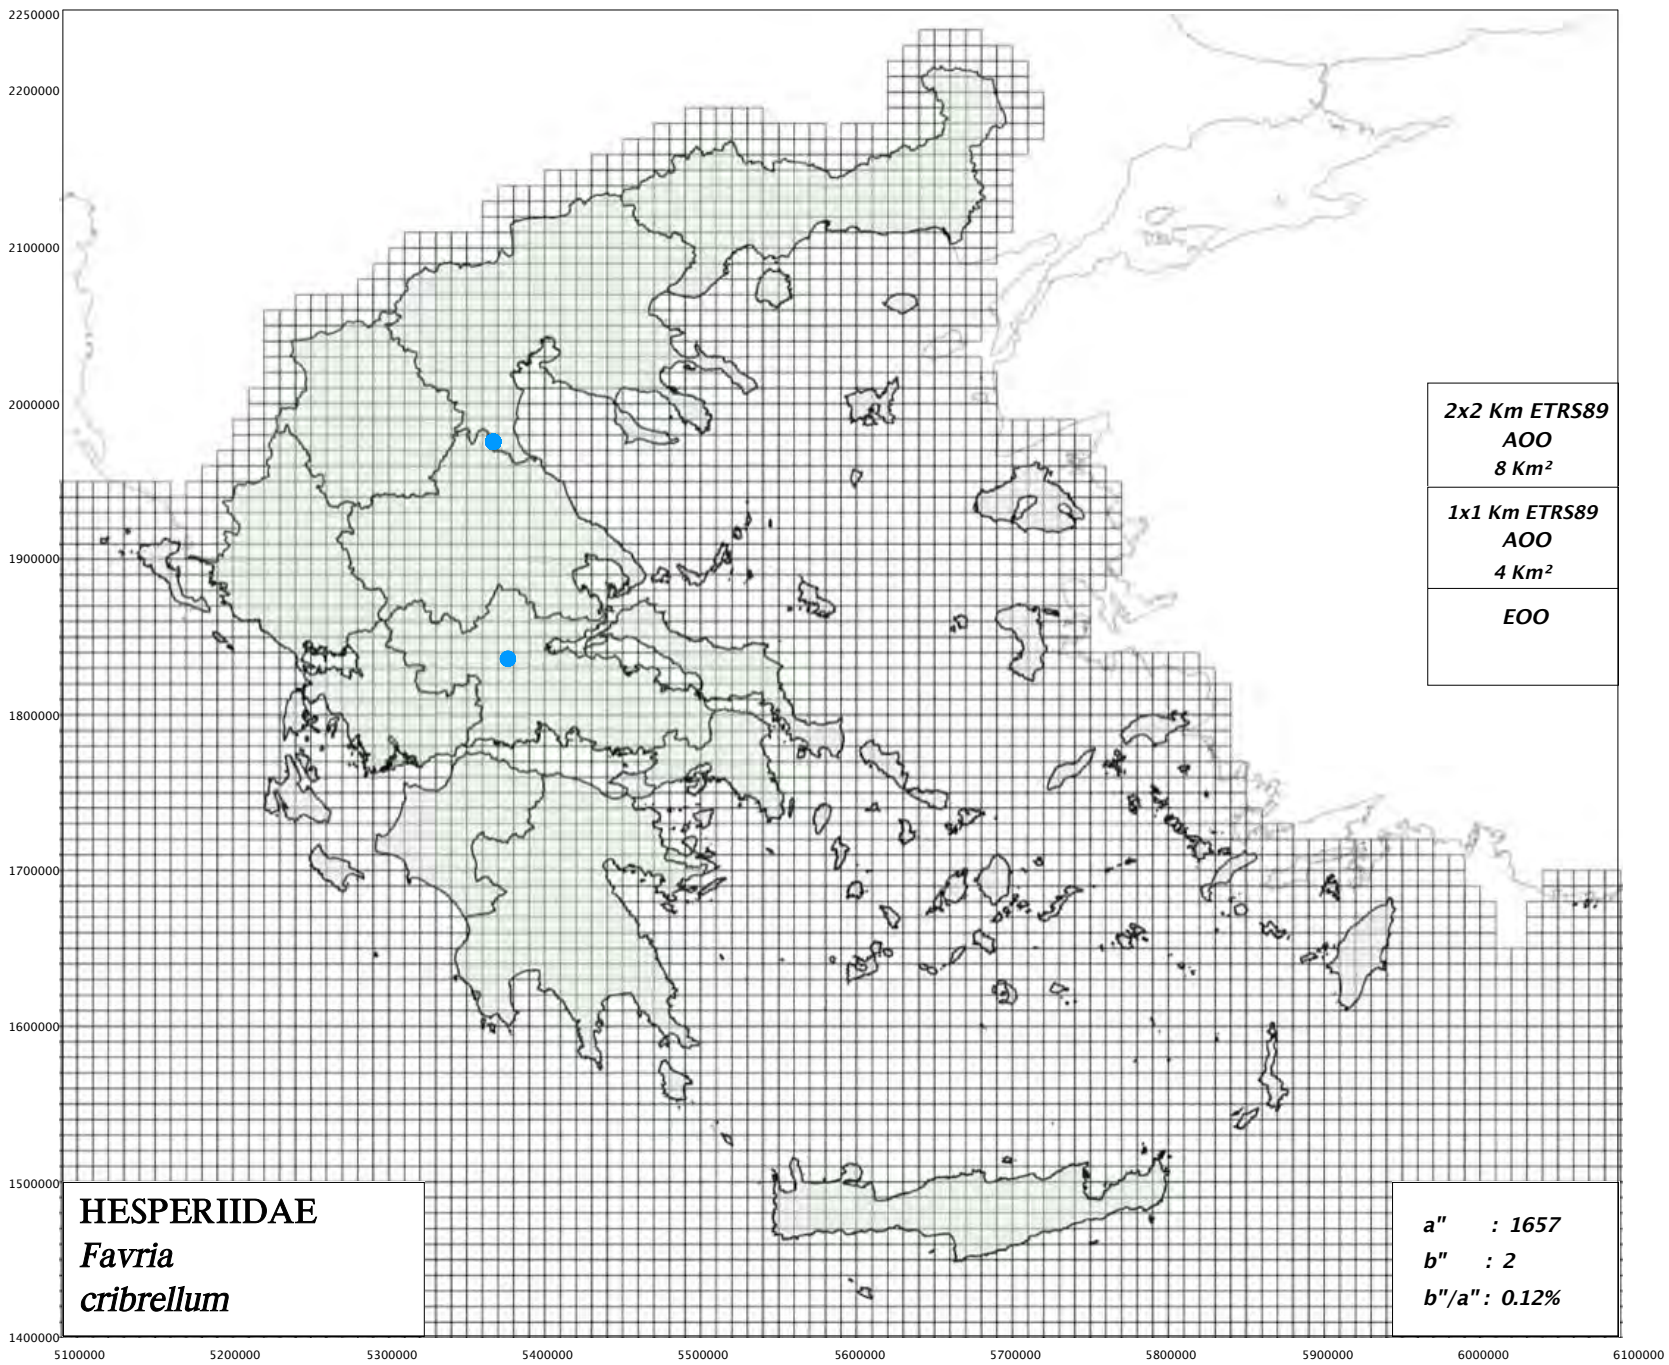 2250000
2200000
2100000
2000000
1900000
1800000
1700000
1600000
1500000
1400000
2x2 Km ETRS89
AOO
8 Km²
1x1 Km ETRS89
AOO
4 Km²
EOO
HESPERIIDAE
Favria
cribrellum
a" : 1657
b" : 2
b"/a" : 0.12%
5100000 5200000 5300000 5400000 5500000 5600000 5700000 5800000 5900000 6000000 6100000